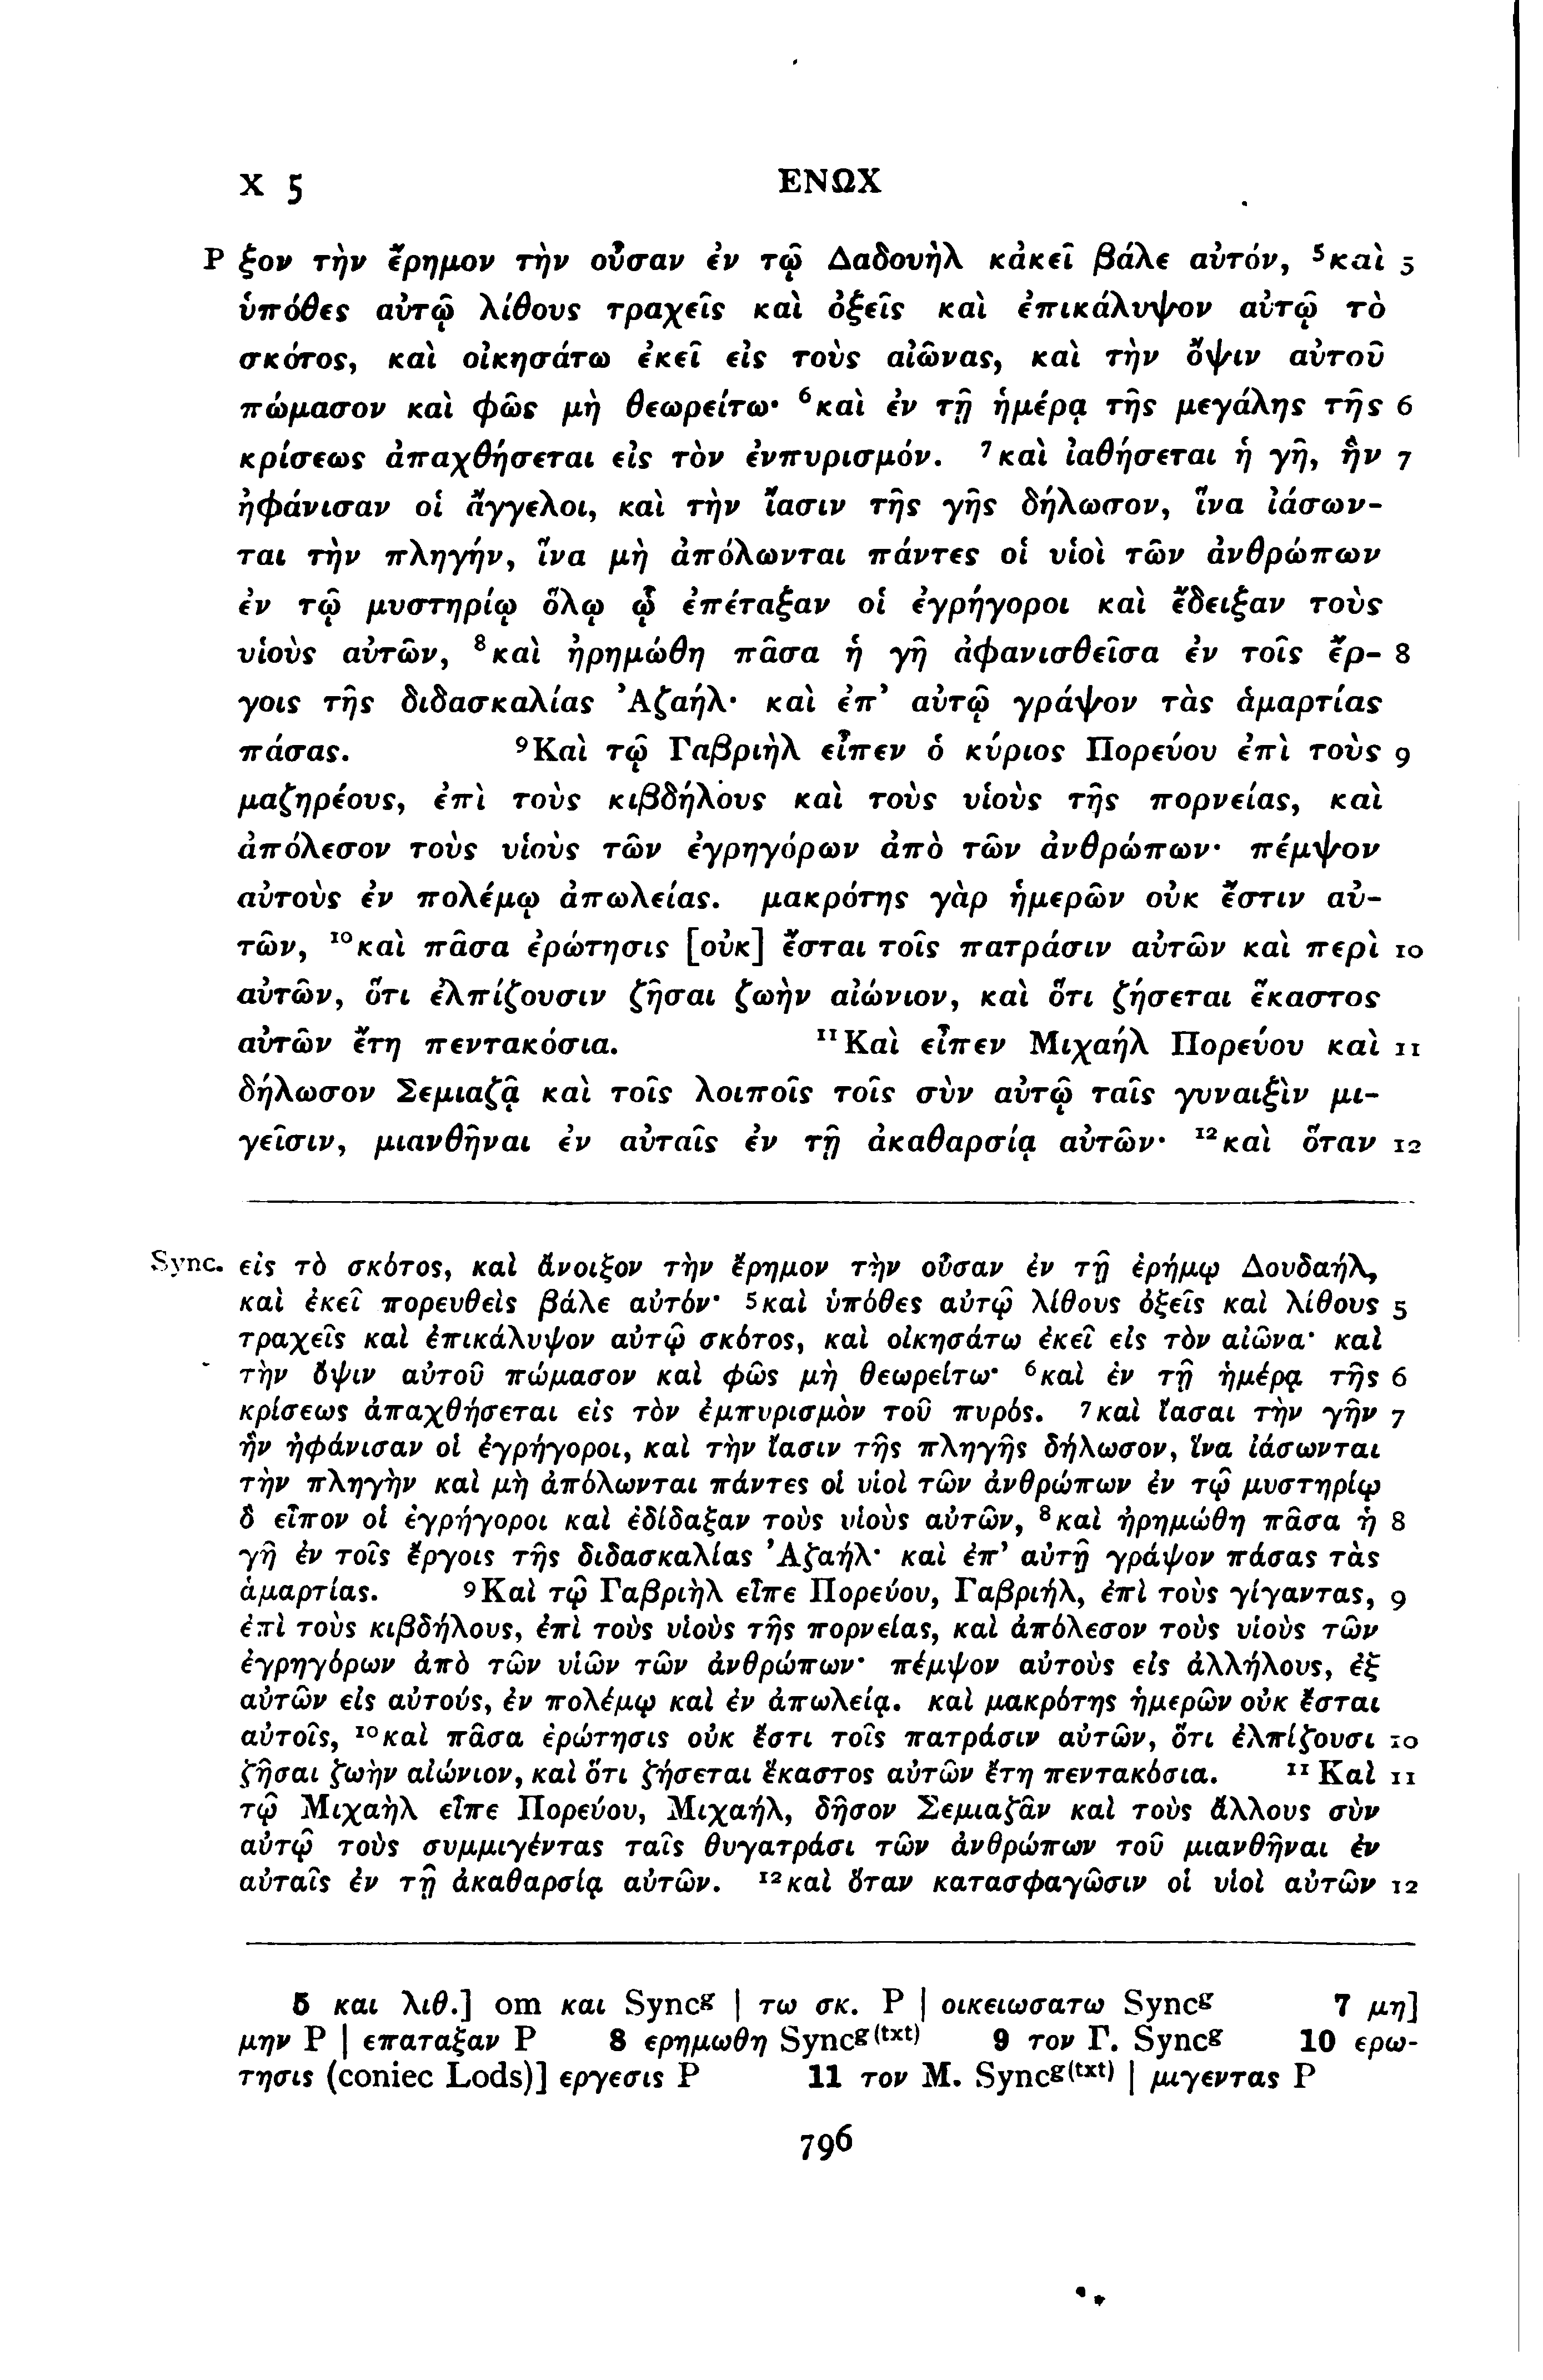 X 5 ΕΝΩΧ
P ξον τὴν ἔρημον τὴν οὖσαν ἐν τῷ Δαδουὴλ κἀκεῖ βάλε αὐτόν, ⁵καὶ 5
ὑπόθες αὐτῷ λίθους τραχεῖς καὶ ὀξεῖς καὶ ἐπικάλυψον αὐτῷ τὸ
σκότος, καὶ οἰκησάτω ἐκεῖ εἰς τοὺς αἰῶνας, καὶ τὴν ὄψιν αὐτοῦ
πώμασον καὶ φῶς μὴ θεωρείτω· ⁶καὶ ἐν τῇ ἡμέρᾳ τῆς μεγάλης τῆς 6
κρίσεως ἀπαχθήσεται εἰς τὸν ἐνπυρισμόν. ⁷καὶ ἰαθήσεται ἡ γῆ, ἣν 7
ἠφάνισαν οἱ ἄγγελοι, καὶ τὴν ἴασιν τῆς γῆς δήλωσον, ἵνα ἰάσων-
ται τὴν πληγήν, ἵνα μὴ ἀπόλωνται πάντες οἱ υἱοὶ τῶν ἀνθρώπων
ἐν τῷ μυστηρίῳ ὅλῳ ᾧ ἐπέταξαν οἱ ἐγρήγοροι καὶ ἔδειξαν τοὺς
υἱοὺς αὐτῶν, ⁸καὶ ἠρημώθη πᾶσα ἡ γῆ ἀφανισθεῖσα ἐν τοῖς ἔρ- 8
γοις τῆς διδασκαλίας Ἀζαήλ· καὶ ἐπ’ αὐτῷ γράψον τὰς ἁμαρτίας
πάσας. ⁹Καὶ τῷ Γαβριὴλ εἶπεν ὁ κύριος Πορεύου ἐπὶ τοὺς 9
μαζηρέους, ἐπὶ τοὺς κιβδήλους καὶ τοὺς υἱοὺς τῆς πορνείας, καὶ
ἀπόλεσον τοὺς υἱοὺς τῶν ἐγρηγόρων ἀπὸ τῶν ἀνθρώπων· πέμψον
αὐτοὺς ἐν πολέμῳ ἀπωλείας. μακρότης γὰρ ἡμερῶν οὐκ ἔστιν αὐ-
τῶν, ¹⁰καὶ πᾶσα ἐρώτησις [οὐκ] ἔσται τοῖς πατράσιν αὐτῶν καὶ περὶ 10
αὐτῶν, ὅτι ἐλπίζουσιν ζῆσαι ζωὴν αἰώνιον, καὶ ὅτι ζήσεται ἕκαστος
αὐτῶν ἔτη πεντακόσια. ¹¹Καὶ εἶπεν Μιχαήλ Πορεύου καὶ 11
δήλωσον Σεμιαζᾷ καὶ τοῖς λοιποῖς τοῖς σὺν αὐτῷ ταῖς γυναιξὶν μι-
γεῖσιν, μιανθῆναι ἐν αὐταῖς ἐν τῇ ἀκαθαρσίᾳ αὐτῶν· ¹²καὶ ὅταν 12
Sync. εἰς τὸ σκότος, καὶ ἄνοιξον τὴν ἔρημον τὴν οὖσαν ἐν τῇ ἐρήμῳ Δουδαήλ,
καὶ ἐκεῖ πορευθεὶς βάλε αὐτόν· ⁵καὶ ὑπόθες αὐτῷ λίθους ὀξεῖς καὶ λίθους 5
τραχεῖς καὶ ἐπικάλυψον αὐτῷ σκότος, καὶ οἰκησάτω ἐκεῖ εἰς τὸν αἰῶνα· καὶ
τὴν ὄψιν αὐτοῦ πώμασον καὶ φῶς μὴ θεωρείτω· ⁶καὶ ἐν τῇ ἡμέρᾳ τῆς 6
κρίσεως ἀπαχθήσεται εἰς τὸν ἐμπυρισμὸν τοῦ πυρός. ⁷καὶ ἴασαι τὴν γῆν 7
ἣν ἠφάνισαν οἱ ἐγρήγοροι, καὶ τὴν ἴασιν τῆς πληγῆς δήλωσον, ἵνα ἰάσωνται
τὴν πληγὴν καὶ μὴ ἀπόλωνται πάντες οἱ υἱοὶ τῶν ἀνθρώπων ἐν τῷ μυστηρίῳ
ὃ εἶπον οἱ ἐγρήγοροι καὶ ἐδίδαξαν τοὺς υἱοὺς αὐτῶν, ⁸καὶ ἠρημώθη πᾶσα ἡ 8
γῆ ἐν τοῖς ἔργοις τῆς διδασκαλίας Ἀζαήλ· καὶ ἐπ’ αὐτῇ γράψον πάσας τὰς
ἁμαρτίας. ⁹Καὶ τῷ Γαβριὴλ εἶπε Πορεύου, Γαβριήλ, ἐπὶ τοὺς γίγαντας, 9
ἐπὶ τοὺς κιβδήλους, ἐπὶ τοὺς υἱοὺς τῆς πορνείας, καὶ ἀπόλεσον τοὺς υἱοὺς τῶν
ἐγρηγόρων ἀπὸ τῶν υἱῶν τῶν ἀνθρώπων· πέμψον αὐτοὺς εἰς ἀλλήλους, ἐξ
αὐτῶν εἰς αὐτούς, ἐν πολέμῳ καὶ ἐν ἀπωλείᾳ. καὶ μακρότης ἡμερῶν οὐκ ἔσται
αὐτοῖς, ¹⁰καὶ πᾶσα ἐρώτησις οὐκ ἔστι τοῖς πατράσιν αὐτῶν, ὅτι ἐλπίζουσι 10
ζῆσαι ζωὴν αἰώνιον, καὶ ὅτι ζήσεται ἕκαστος αὐτῶν ἔτη πεντακόσια. ¹¹Καὶ 11
τῷ Μιχαὴλ εἶπε Πορεύου, Μιχαήλ, δῆσον Σεμιαζᾶν καὶ τοὺς ἄλλους σὺν
αὐτῷ τοὺς συμμιγέντας ταῖς θυγατράσι τῶν ἀνθρώπων τοῦ μιανθῆναι ἐν
αὐταῖς ἐν τῇ ἀκαθαρσίᾳ αὐτῶν. ¹²καὶ ὅταν κατασφαγῶσιν οἱ υἱοὶ αὐτῶν 12
5 και λιθ.] om και Syncᵍ | τω σκ. P | οικειωσατω Syncᵍ 7 μη]
μην P | επαταξαν P 8 ερημωθη Syncᵍ⁽ᵗˣᵗ⁾ 9 τον Γ. Syncᵍ 10 ερω-
τησις (coniec Lods)] εργεσις P 11 τον Μ. Syncᵍ⁽ᵗˣᵗ⁾ | μιγεντας P
796